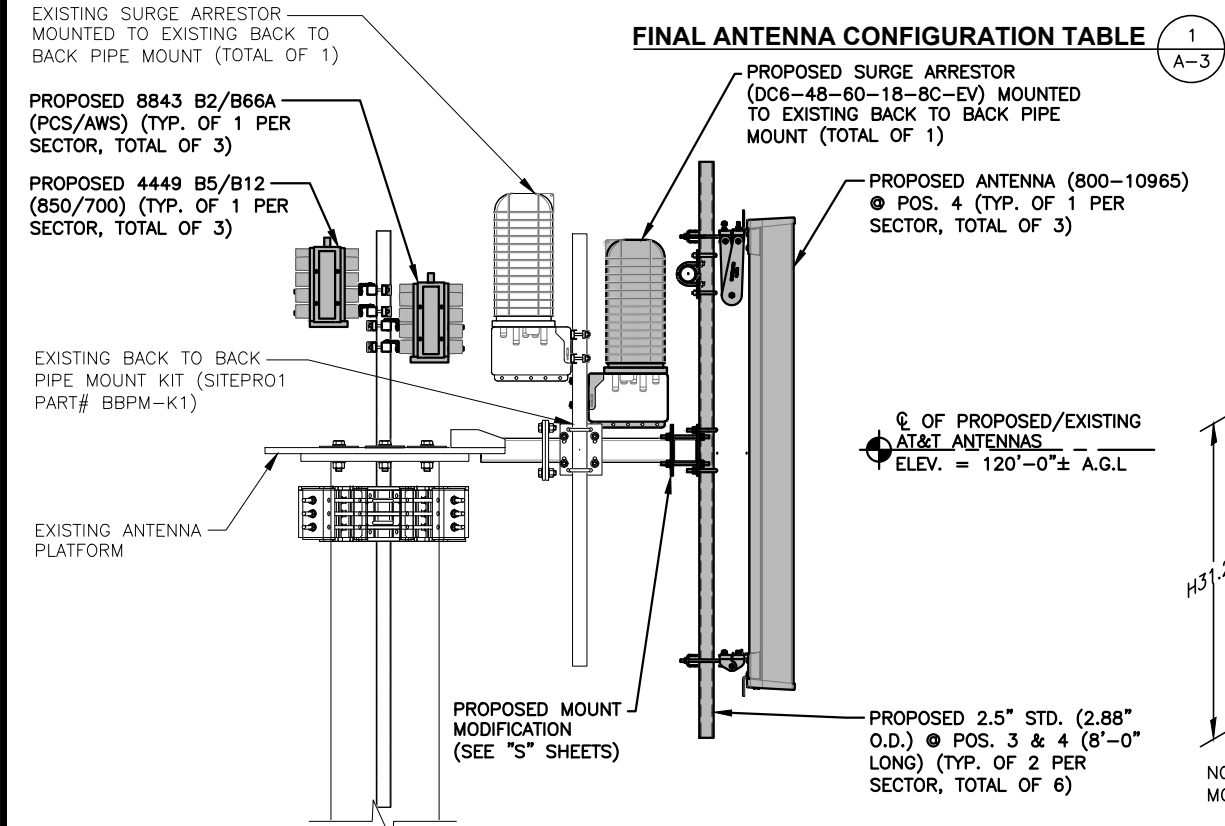 EXISTING SURGE ARRESTOR
MOUNTED TO EXISTING BACK TO
BACK PIPE MOUNT (TOTAL OF 1)
FINAL ANTENNA CONFIGURATION TABLE
1
A-3
PROPOSED SURGE ARRESTOR
(DC6-48-60-18-8C-EV) MOUNTED
TO EXISTING BACK TO BACK PIPE
MOUNT (TOTAL OF 1)
PROPOSED 8843 B2/B66A
(PCS/AWS) (TYP. OF 1 PER
SECTOR, TOTAL OF 3)
PROPOSED 4449 B5/B12
(850/700) (TYP. OF 1 PER
SECTOR, TOTAL OF 3)
PROPOSED ANTENNA (800-10965)
@ POS. 4 (TYP. OF 1 PER
SECTOR, TOTAL OF 3)
EXISTING BACK TO BACK
PIPE MOUNT KIT (SITEPRO1
PART# BBPM-K1)
℄ OF PROPOSED/EXISTING
AT&T ANTENNAS
ELEV. = 120'-0"± A.G.L
EXISTING ANTENNA
PLATFORM
H31.2
PROPOSED MOUNT
MODIFICATION
(SEE "S" SHEETS)
PROPOSED 2.5" STD. (2.88"
O.D.) @ POS. 3 & 4 (8'-0"
LONG) (TYP. OF 2 PER
SECTOR, TOTAL OF 6)